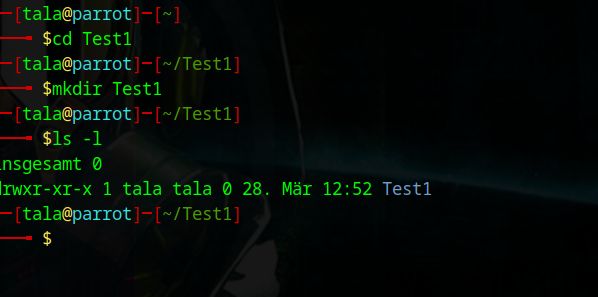 ─[tala@parrot]─[~]
──╼ $cd Test1
─[tala@parrot]─[~/Test1]
──╼ $mkdir Test1
─[tala@parrot]─[~/Test1]
──╼ $ls -l
insgesamt 0
drwxr-xr-x 1 tala tala 0 28. Mär 12:52 Test1
─[tala@parrot]─[~/Test1]
──╼ $